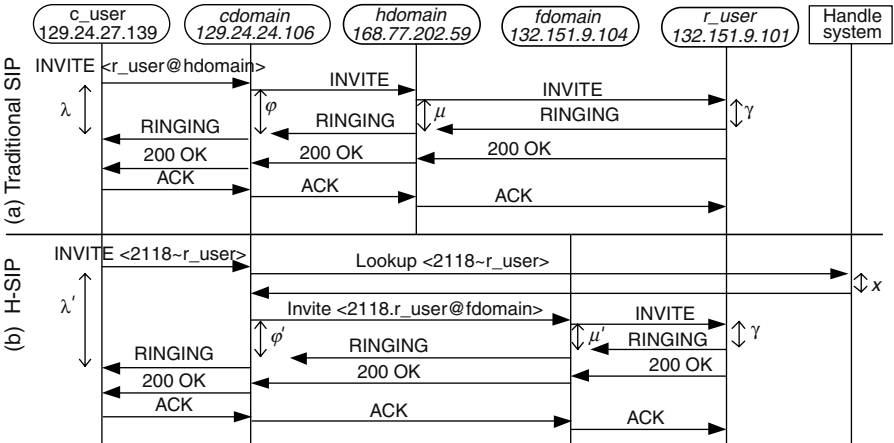 c_user
129.24.27.139
cdomain
129.24.24.106
hdomain
168.77.202.59
fdomain
132.151.9.104
r_user
132.151.9.101
Handle
system
(a) Traditional SIP
INVITE <r_user@hdomain>
INVITE
INVITE
λ
φ
μ
γ
RINGING
RINGING
RINGING
200 OK
200 OK
200 OK
ACK
ACK
ACK
(b) H-SIP
INVITE <2118~r_user>
Lookup <2118~r_user>
x
λ′
Invite <2118.r_user@fdomain>
INVITE
φ′
μ′
γ
RINGING
RINGING
RINGING
200 OK
200 OK
200 OK
ACK
ACK
ACK